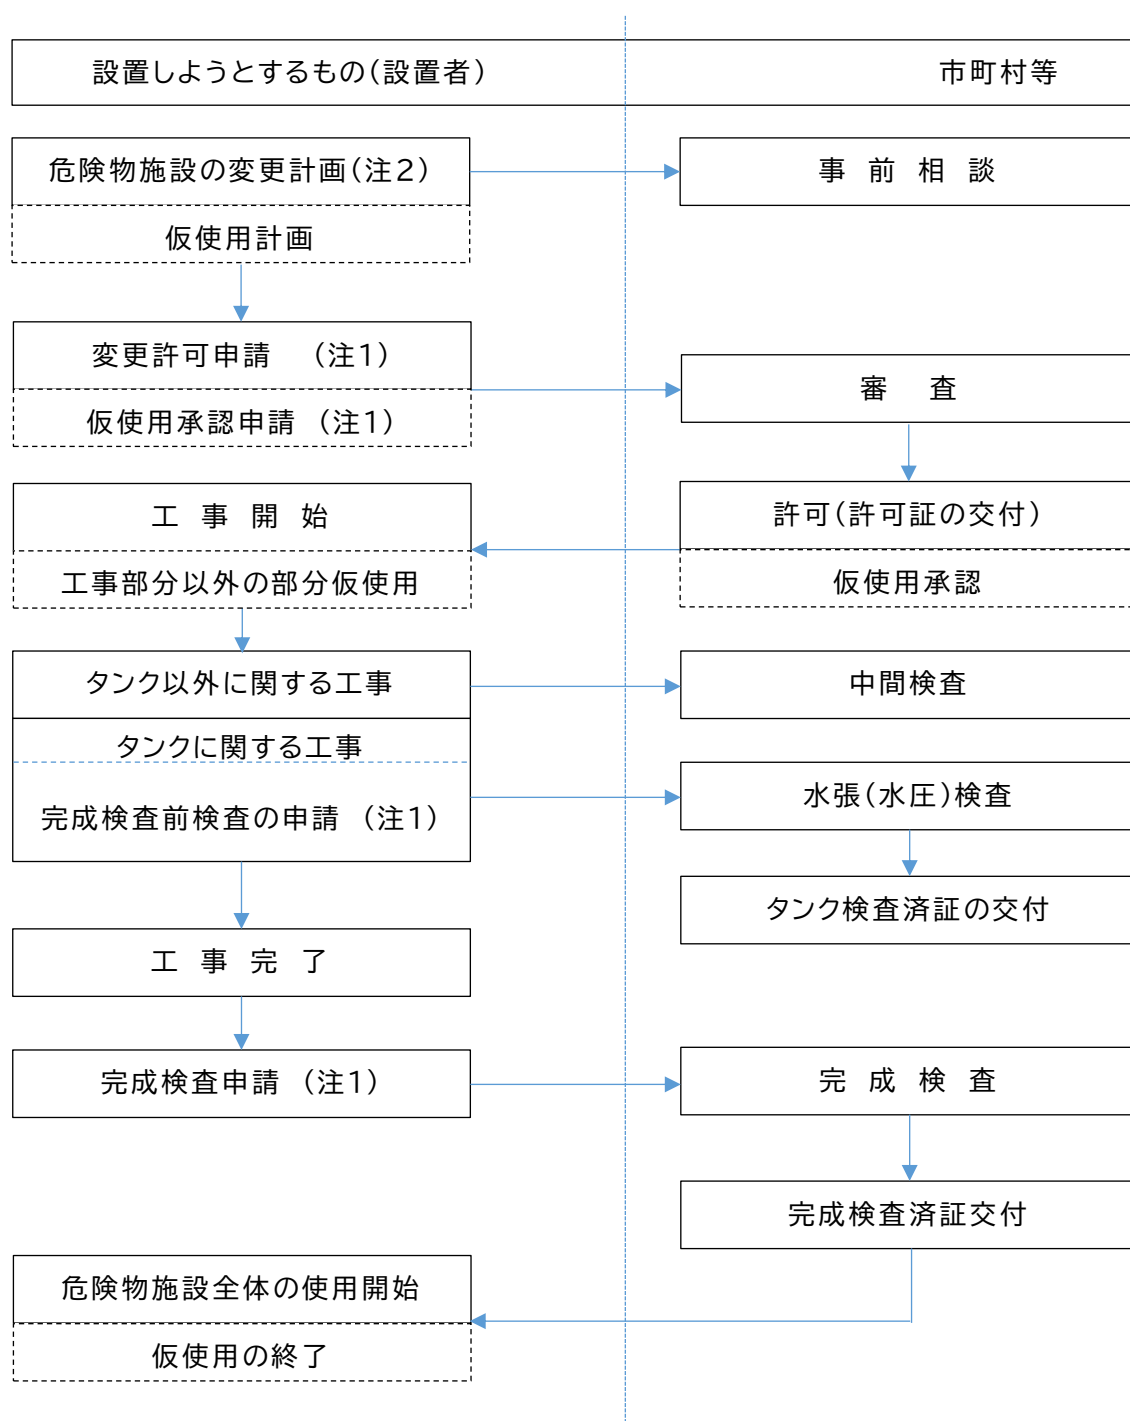 設置しようとするもの(設置者)
市町村等
危険物施設の変更計画(注2)
事 前 相 談
仮使用計画
変更許可申請 (注1)
審 査
仮使用承認申請 (注1)
工 事 開 始
許可(許可証の交付)
工事部分以外の部分仮使用
仮使用承認
タンク以外に関する工事
中間検査
タンクに関する工事
完成検査前検査の申請 (注1)
水張(水圧)検査
タンク検査済証の交付
工 事 完 了
完成検査申請 (注1)
完 成 検 査
完成検査済証交付
危険物施設全体の使用開始
仮使用の終了